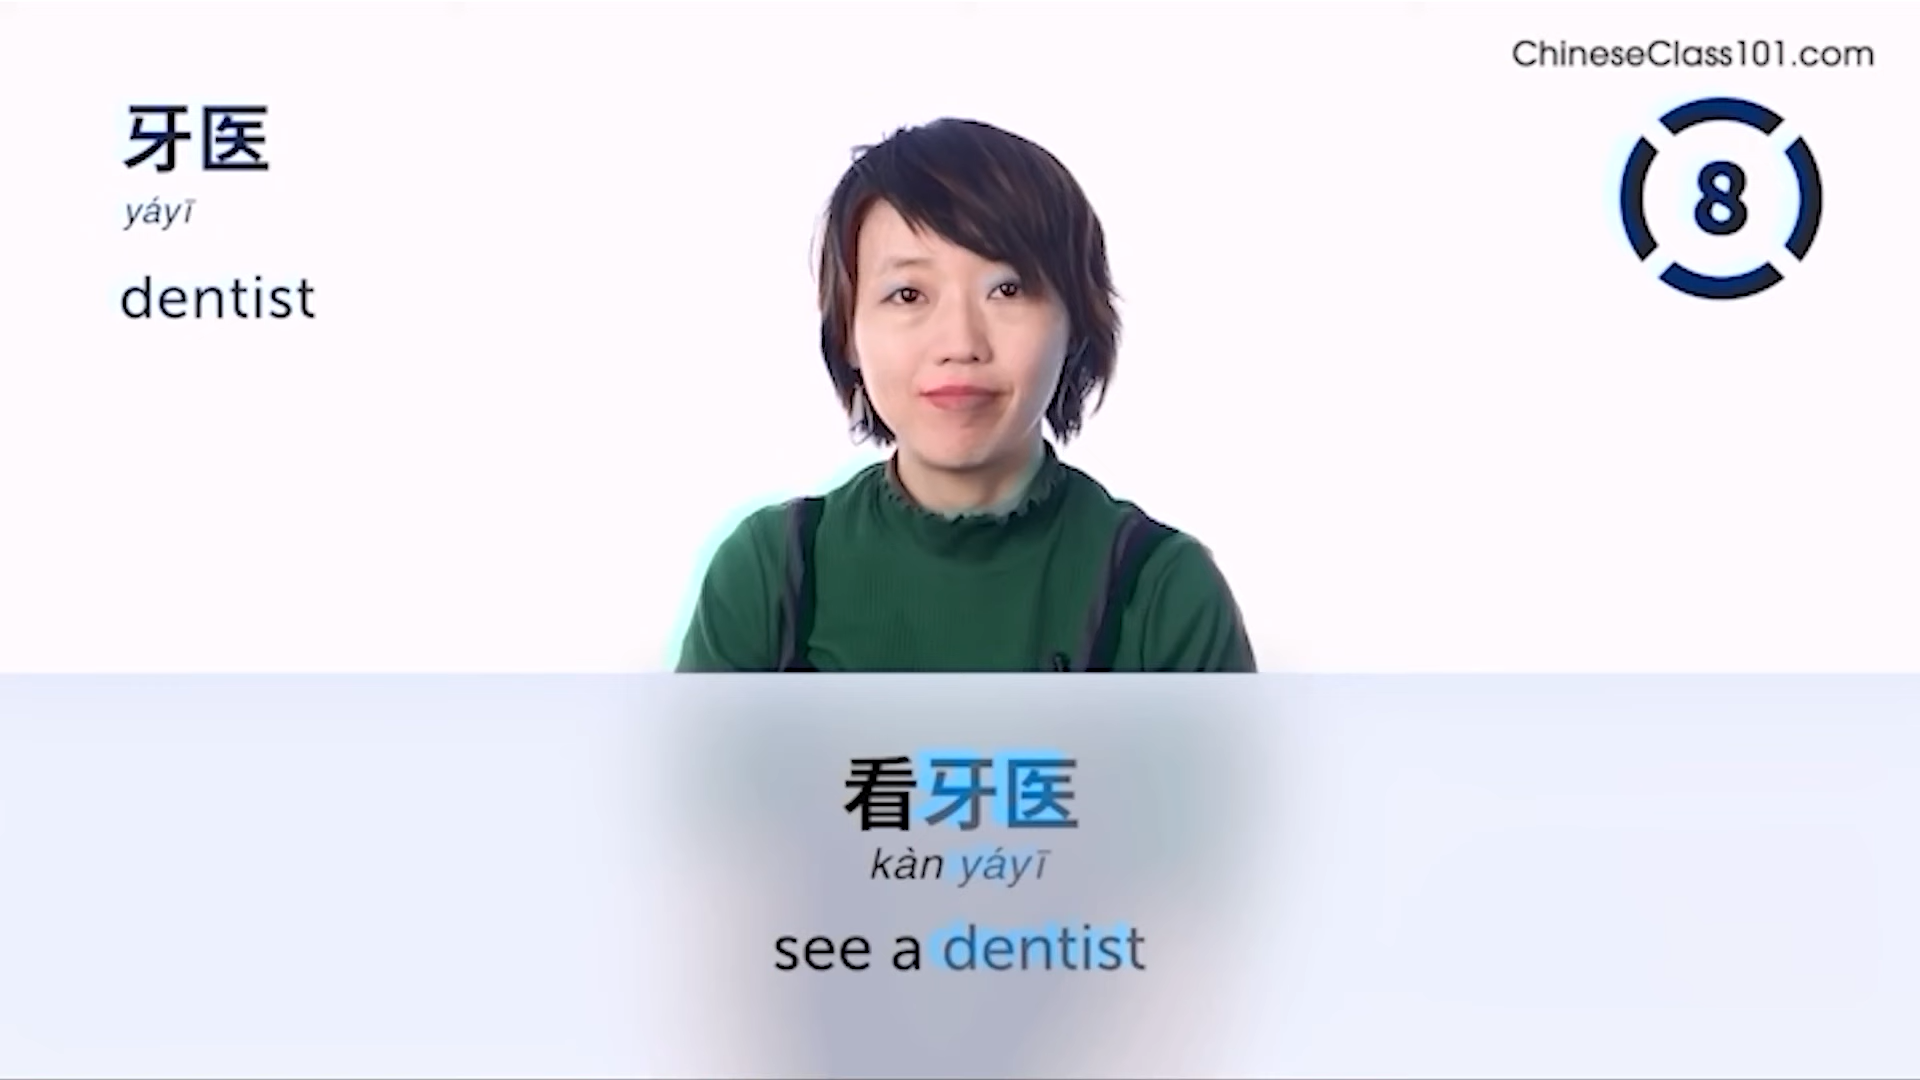 ChineseClass101.com
牙医
yáyī
dentist
8
看牙医
kàn yáyī
see a dentist